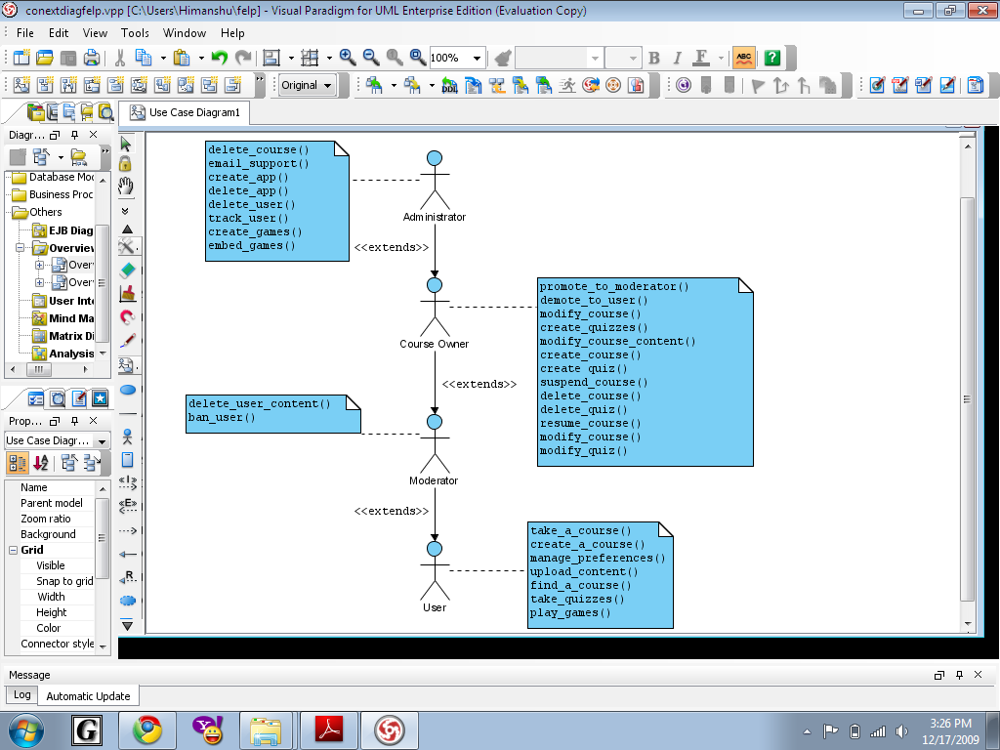 conextdiagfelp.vpp [C:\Users\Himanshu\felp] - Visual Paradigm for UML Enterprise Edition (Evaluation Copy)
File Edit View Tools Window Help
100%
B I F ABC ?
Original
DDL
Diagr...
Use Case Diagram1
Database Mod
Business Proc
Others
EJB Diag
Overview
Over
Over
User Inte
Mind Ma
Matrix Di
Analysis
Prop...
Use Case Diagr...
Name
Parent model
Zoom ratio
Background
Grid
Visible
Snap to grid
Width
Height
Color
Connector style
<<I>>
<<E>>
R
delete_course()
email_support()
create_app()
delete_app()
delete_user()
track_user()
create_games()
embed_games()
Administrator
<<extends>>
Course Owner
promote_to_moderator()
demote_to_user()
modify_course()
create_quizzes()
modify_course_content()
create_course()
create_quiz()
suspend_course()
delete_course()
delete_quiz()
resume_course()
modify_course()
modify_quiz()
<<extends>>
delete_user_content()
ban_user()
Moderator
<<extends>>
User
take_a_course()
create_a_course()
manage_preferences()
upload_content()
find_a_course()
take_quizzes()
play_games()
Message
Log Automatic Update
G
Y!
3:26 PM
12/17/2009